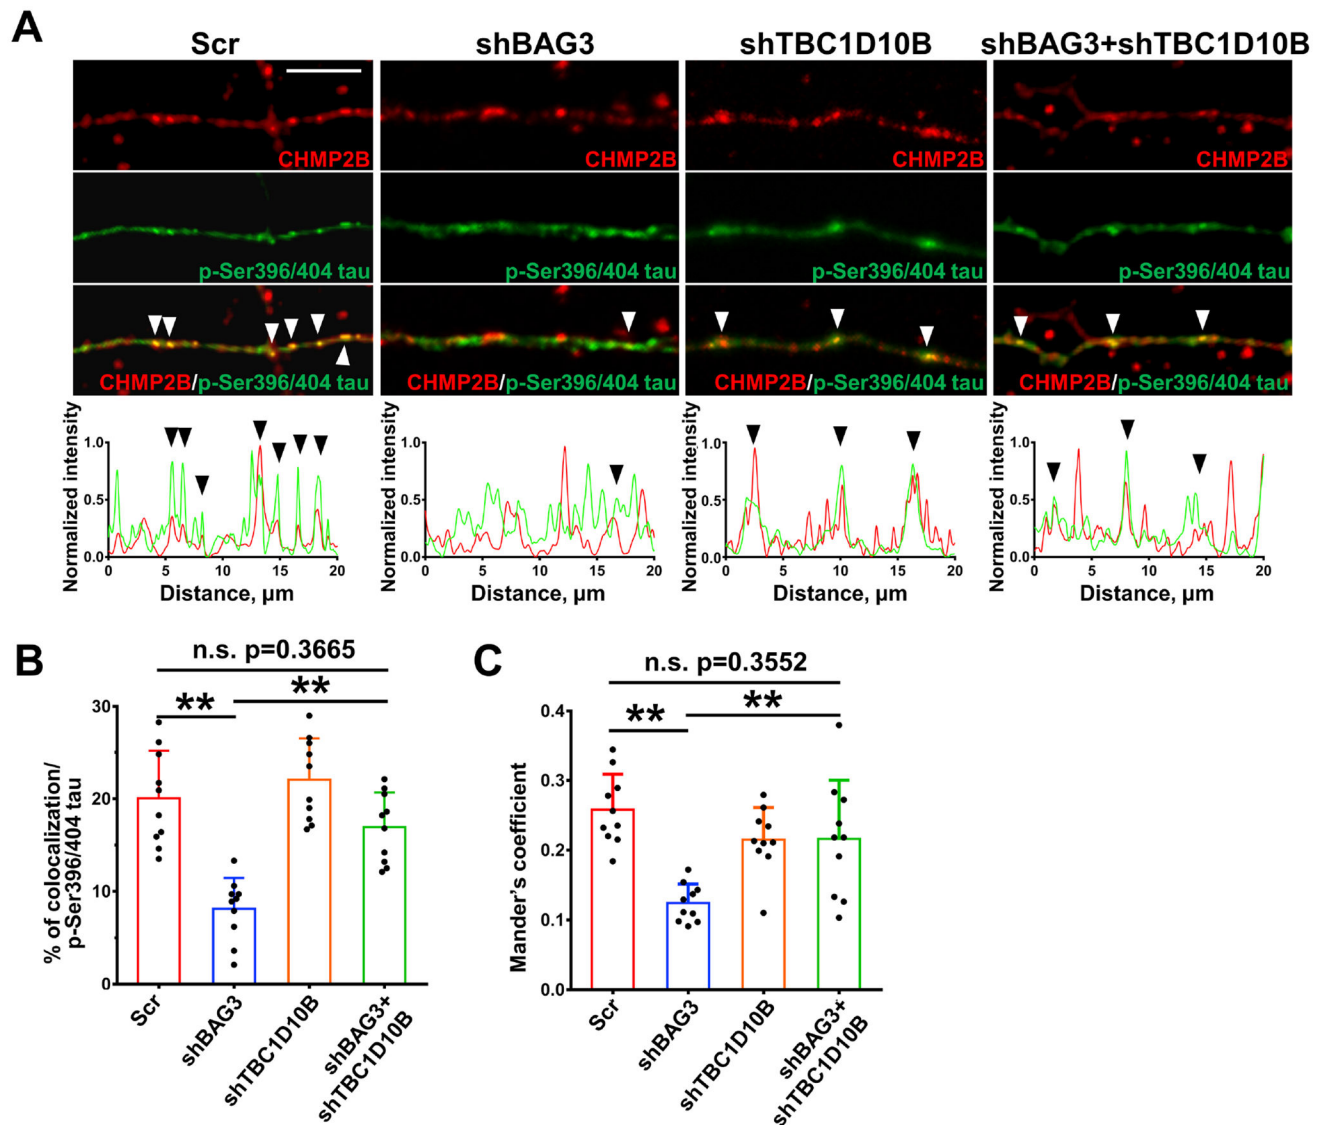 A
Scr shBAG3 shTBC1D10B shBAG3+shTBC1D10B
CHMP2B CHMP2B CHMP2B CHMP2B
p-Ser396/404 tau p-Ser396/404 tau p-Ser396/404 tau p-Ser396/404 tau
CHMP2B/p-Ser396/404 tau CHMP2B/p-Ser396/404 tau CHMP2B/p-Ser396/404 tau CHMP2B/p-Ser396/404 tau
Normalized intensity
1.0
0.5
0.0
0 5 10 15 20
Distance, µm
Normalized intensity
1.0
0.5
0.0
0 5 10 15 20
Distance, µm
Normalized intensity
1.0
0.5
0.0
0 5 10 15 20
Distance, µm
Normalized intensity
1.0
0.5
0.0
0 5 10 15 20
Distance, µm
B
n.s. p=0.3665
**
**
% of colocalization/
p-Ser396/404 tau
30
20
10
0
Scr
shBAG3
shTBC1D10B
shBAG3+
shTBC1D10B
C
n.s. p=0.3552
**
**
Mander's coefficient
0.4
0.3
0.2
0.1
0.0
Scr
shBAG3
shTBC1D10B
shBAG3+
shTBC1D10B